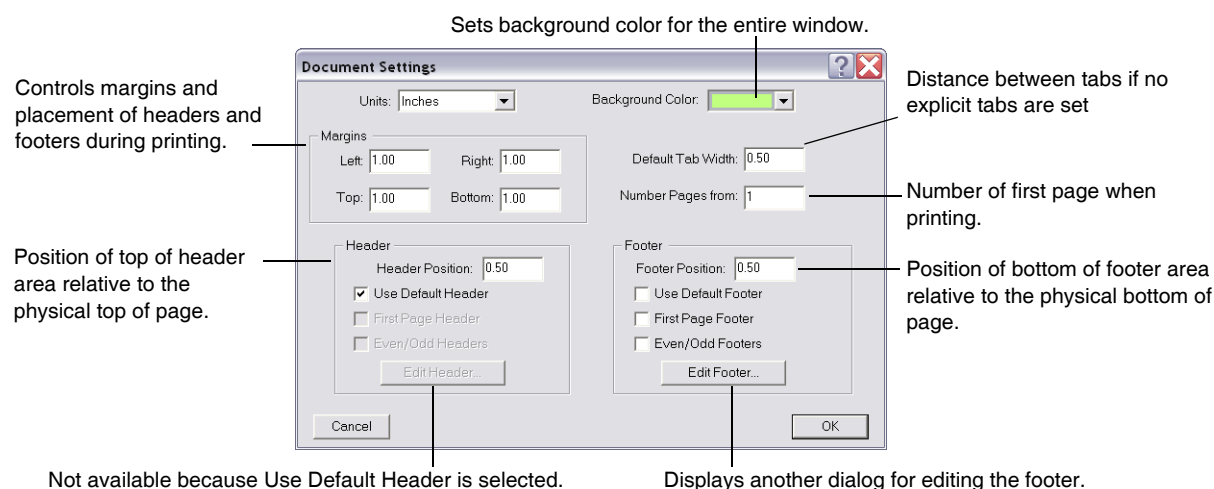 Sets background color for the entire window.
Document Settings
Controls margins and
placement of headers and
footers during printing.
Units: Inches
Background Color:
Distance between tabs if no
explicit tabs are set
Margins
Left: 1.00 Right: 1.00
Default Tab Width: 0.50
Top: 1.00 Bottom: 1.00
Number Pages from: 1
Number of first page when
printing.
Position of top of header
area relative to the
physical top of page.
Header
Header Position: 0.50
Use Default Header
First Page Header
Even/Odd Headers
Edit Header...
Footer
Footer Position: 0.50
Use Default Footer
First Page Footer
Even/Odd Footers
Edit Footer...
Position of bottom of footer area
relative to the physical bottom of
page.
Cancel
OK
Not available because Use Default Header is selected.
Displays another dialog for editing the footer.